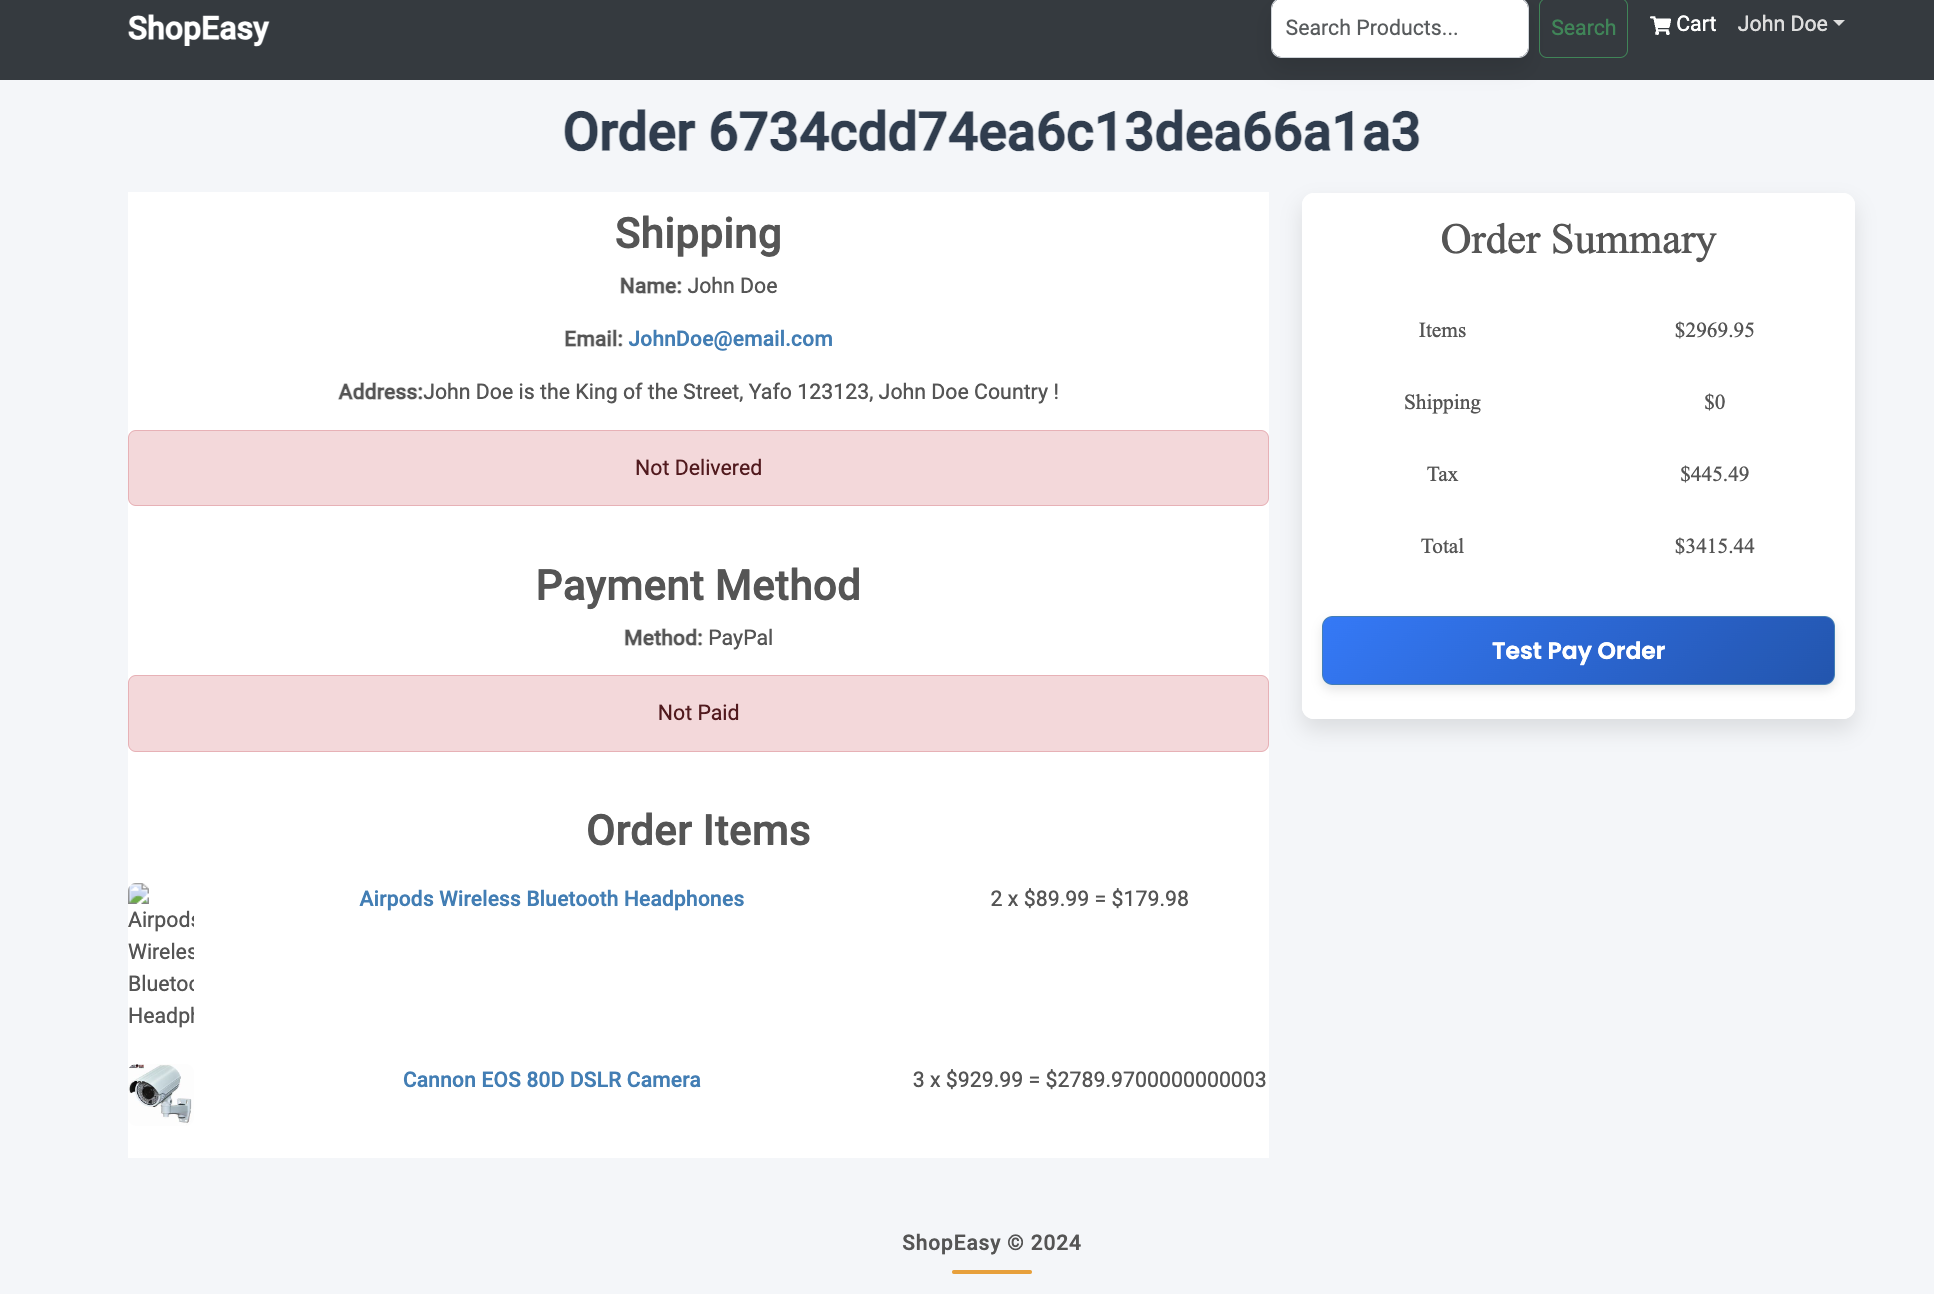 ShopEasy
Search Products...
Search
Cart
John Doe
Order 6734cdd74ea6c13dea66a1a3
Shipping
Name: John Doe
Email: JohnDoe@email.com
Address:John Doe is the King of the Street, Yafo 123123, John Doe Country !
Not Delivered
Payment Method
Method: PayPal
Not Paid
Order Items
Airpods
Wireles
Bluetoo
Headph
Airpods Wireless Bluetooth Headphones
2 x $89.99 = $179.98
Cannon EOS 80D DSLR Camera
3 x $929.99 = $2789.9700000000003
Order Summary
Items $2969.95
Shipping $0
Tax $445.49
Total $3415.44
Test Pay Order
ShopEasy © 2024